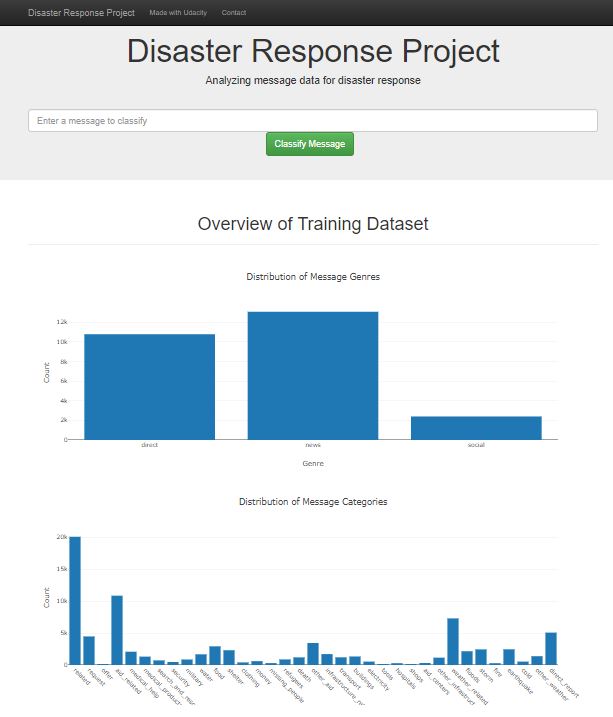 Disaster Response Project Made with Udacity Contact
Disaster Response Project
Analyzing message data for disaster response
Enter a message to classify
Classify Message
Overview of Training Dataset
Distribution of Message Genres
12k
10k
8k
6k
4k
2k
0
Count
direct news social
Genre
Distribution of Message Categories
20k
15k
10k
5k
0
Count
related
request
offer
aid_related
medical_help
medical_product
search_and_res
security
military
water
food
shelter
clothing
money
missing_people
refugees
death
other_aid
infrastructure_re
transport
buildings
electricity
tools
hospitals
shops
aid_centers
other_infrastruct
weather_related
floods
storm
fire
earthquake
cold
other_weather
direct_report